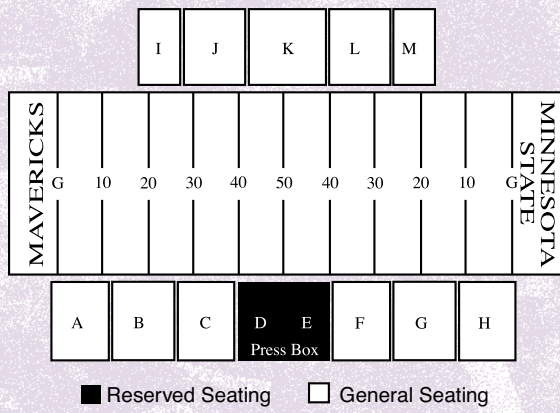 I J K L M
MAVERICKS
G 10 20 30 40 50 40 30 20 10 G
MINNESOTA
STATE
A B C D E F G H
Press Box
Reserved Seating General Seating